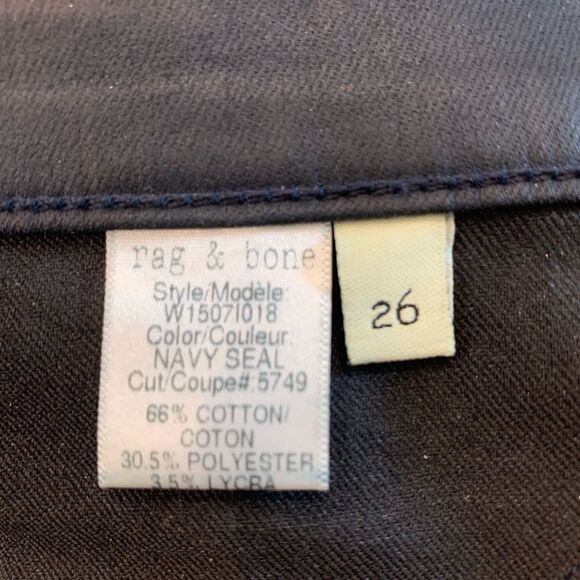 rag & bone
Style/Modèle:
W1507I018
Color/Couleur:
NAVY SEAL
Cut/Coupe#:5749
66% COTTON/
COTON
30.5% POLYESTER
3.5% LYCRA
26